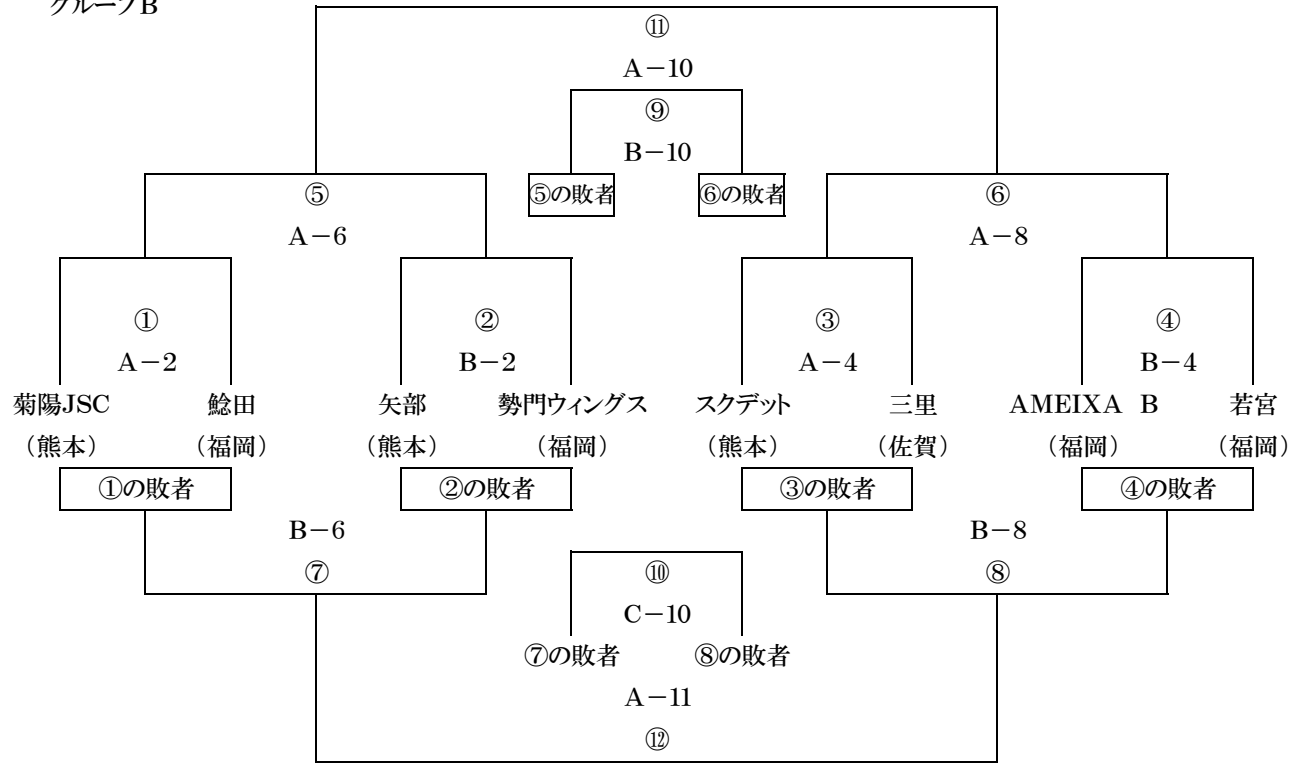 グループB
⑪
A-10
⑨
B-10
⑤ ⑤の敗者 ⑥の敗者 ⑥
A-6 A-8
① ② ③ ④
A-2 B-2 A-4 B-4
菊陽JSC 鯰田 矢部 勢門ウィングス スクデット 三里 AMEIXA B 若宮
(熊本) (福岡) (熊本) (福岡) (熊本) (佐賀) (福岡) (福岡)
①の敗者 ②の敗者 ③の敗者 ④の敗者
B-6 B-8
⑦ ⑩ ⑧
C-10
⑦の敗者 ⑧の敗者
A-11
⑫